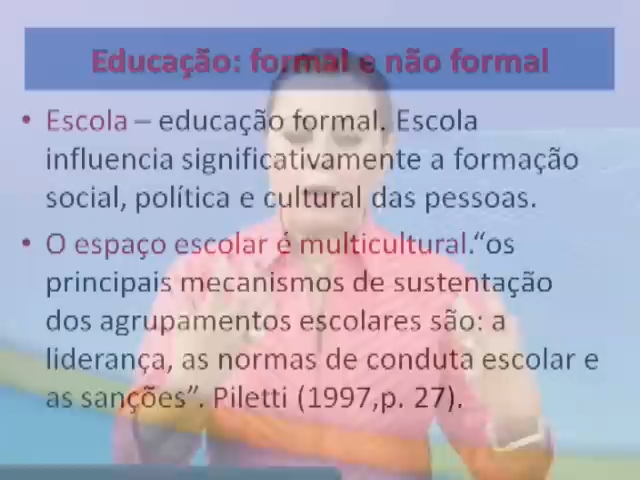 Educação: formal e não formal
• Escola – educação formal. Escola
influencia significativamente a formação
social, política e cultural das pessoas.
• O espaço escolar é multicultural.“os
principais mecanismos de sustentação
dos agrupamentos escolares são: a
liderança, as normas de conduta escolar e
as sanções”. Piletti (1997,p. 27).